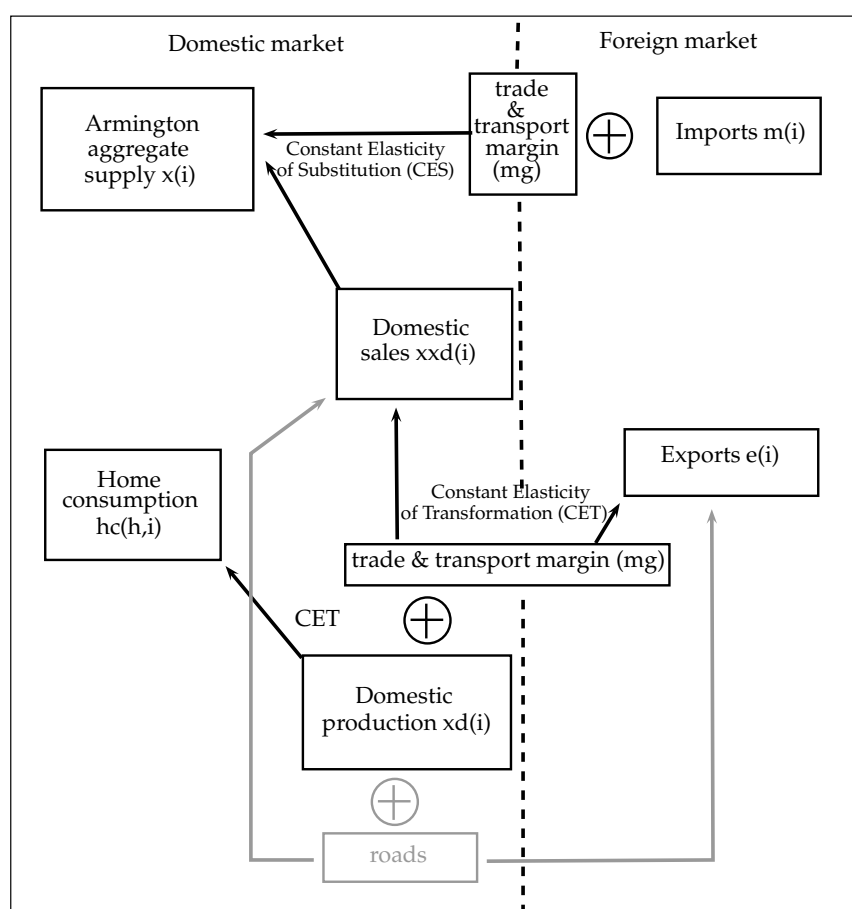 Domestic market
Foreign market
trade
&
transport
margin
(mg)
Armington
aggregate
supply x(i)
Constant Elasticity
of Substitution (CES)
Imports m(i)
Domestic
sales xxd(i)
Exports e(i)
Home
consumption
hc(h,i)
Constant Elasticity
of Transformation (CET)
trade & transport margin (mg)
CET
Domestic
production xd(i)
roads